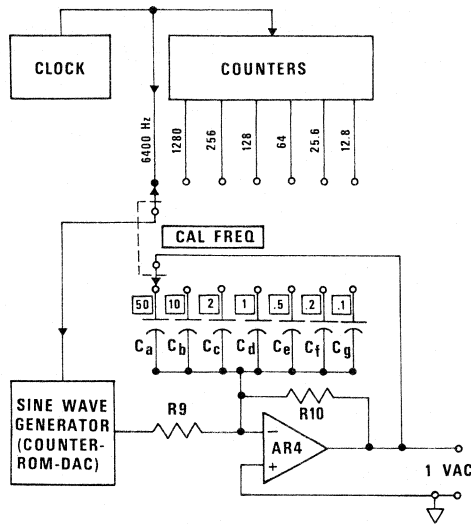 CLOCK
COUNTERS
6400 Hz
1280
256
128
64
25.6
12.8
CAL FREQ
50
10
2
1
.5
.2
.1
Ca
Cb
Cc
Cd
Ce
Cf
Cg
SINE WAVE
GENERATOR
(COUNTER-
ROM-DAC)
R9
R10
AR4
−
+
1 VAC